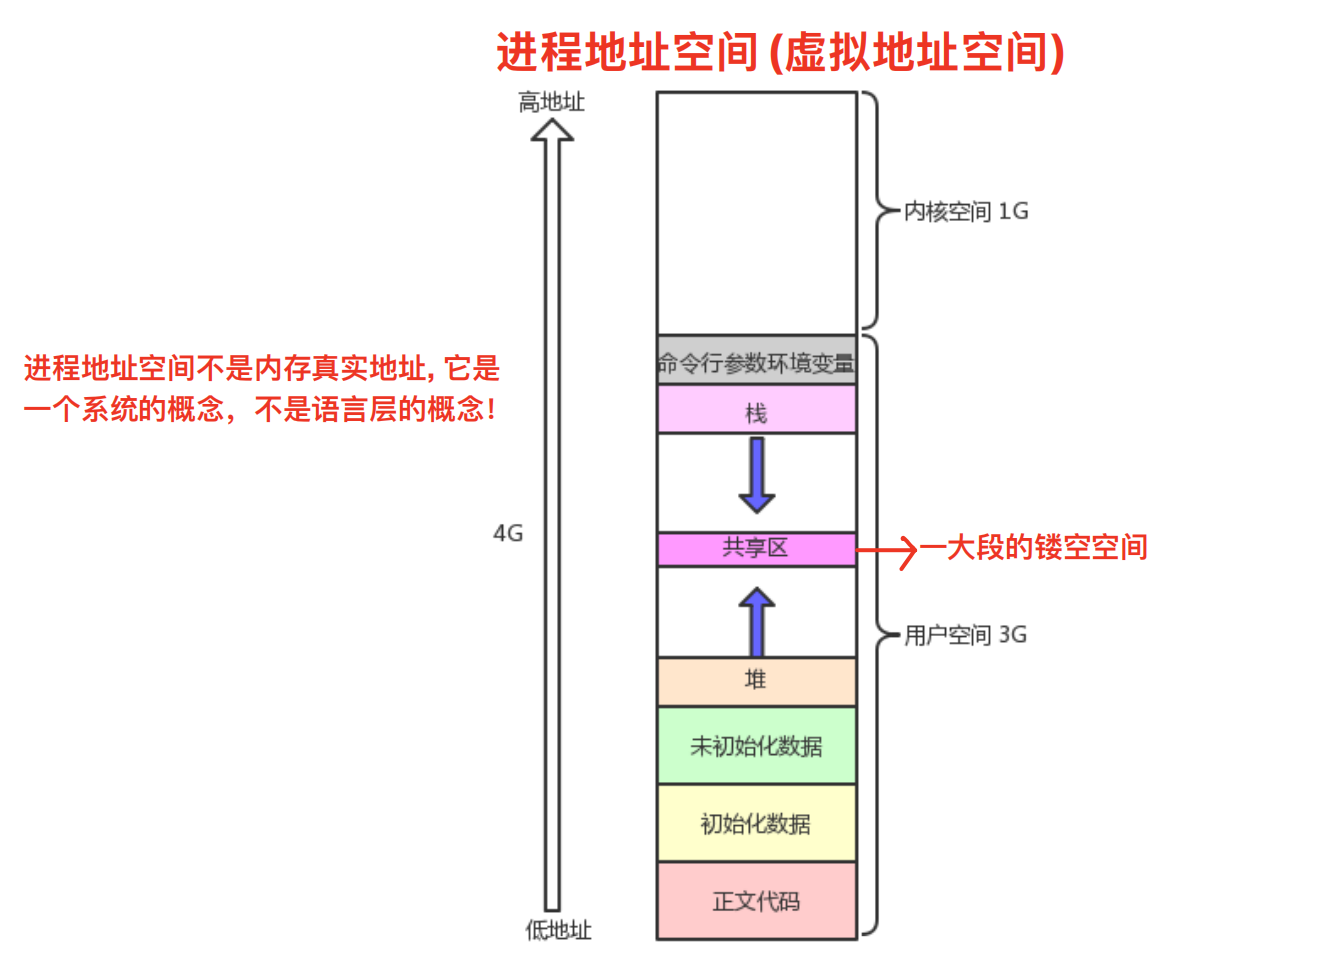 进程地址空间 (虚拟地址空间)
高地址
内核空间 1G
命令行参数环境变量
进程地址空间不是内存真实地址, 它是
一个系统的概念，不是语言层的概念!
栈
4G
共享区
一大段的镂空空间
用户空间 3G
堆
未初始化数据
初始化数据
正文代码
低地址